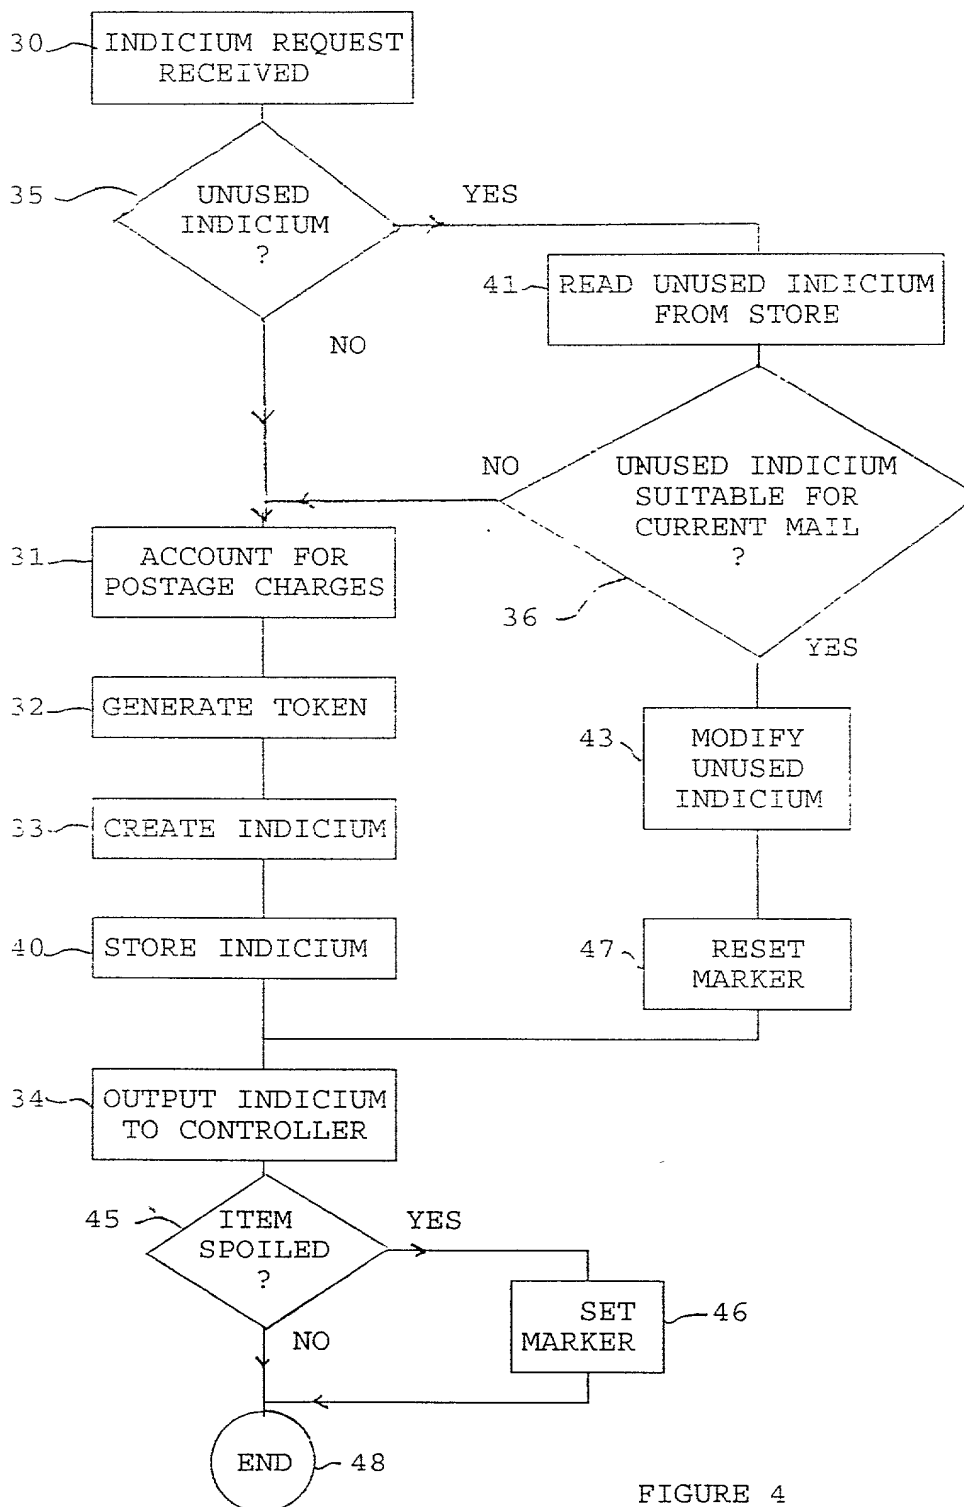 30
INDICIUM REQUEST
RECEIVED
35
UNUSED
INDICIUM
?
YES
NO
41
READ UNUSED INDICIUM
FROM STORE
NO
UNUSED INDICIUM
SUITABLE FOR
CURRENT MAIL
?
36
YES
31
ACCOUNT FOR
POSTAGE CHARGES
32
GENERATE TOKEN
43
MODIFY
UNUSED
INDICIUM
33
CREATE INDICIUM
40
STORE INDICIUM
47
RESET
MARKER
34
OUTPUT INDICIUM
TO CONTROLLER
45
ITEM
SPOILED
?
YES
NO
SET
MARKER
46
END
48
FIGURE 4